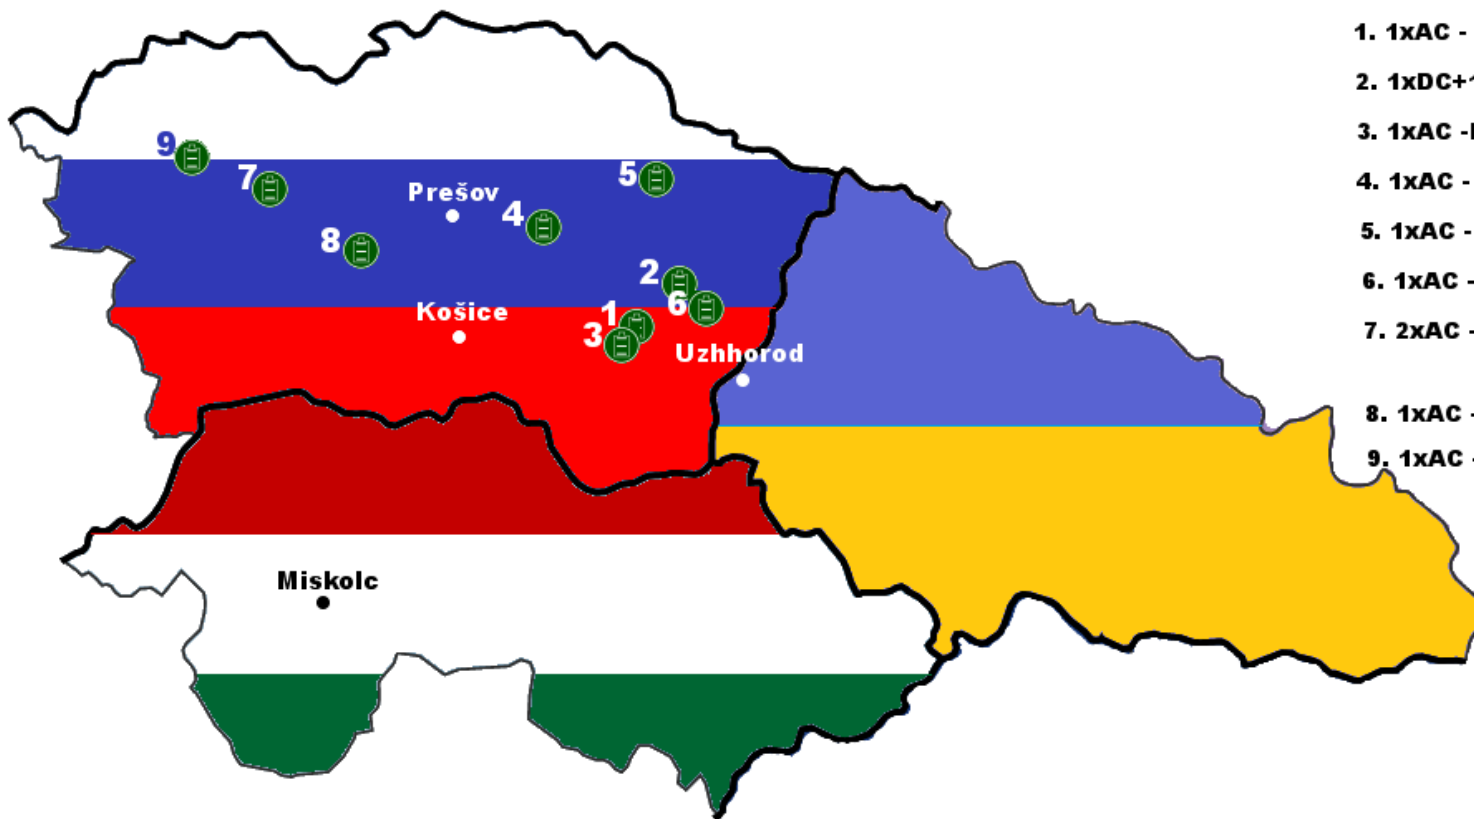 1. 1xAC -
2. 1xDC+1
3. 1xAC -
4. 1xAC -
5. 1xAC -
6. 1xAC -
7. 2xAC -
8. 1xAC -
9. 1xAC -
9
7
5
Prešov
4
8
2
6
Košice
1
3
Uzhhorod
Miskolc